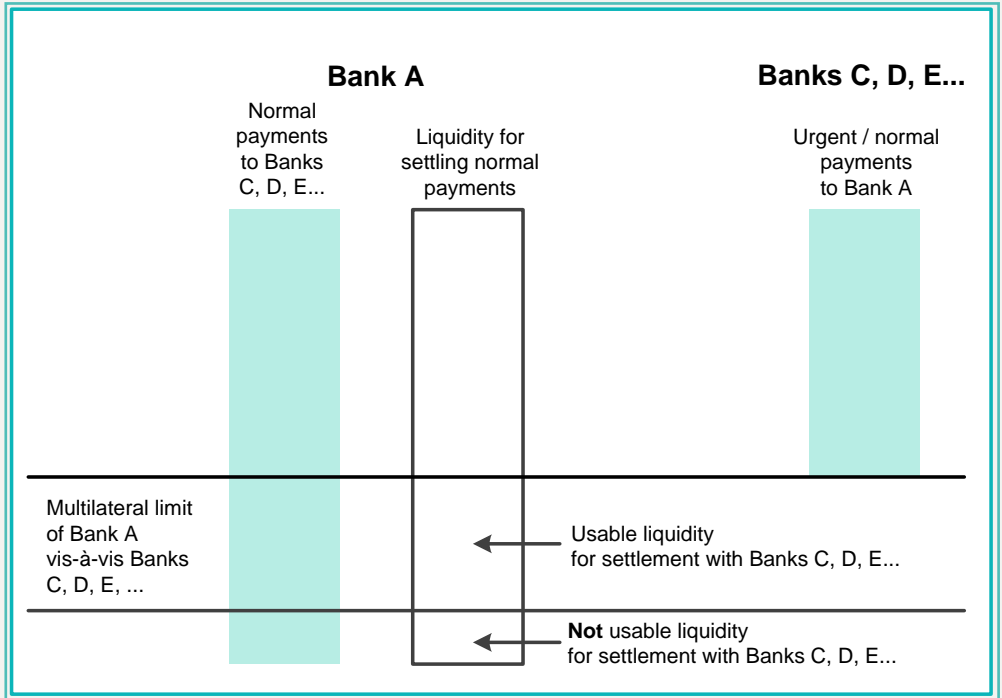 Bank A
Banks C, D, E...
Normal
payments
to Banks
C, D, E...
Liquidity for
settling normal
payments
Urgent / normal
payments
to Bank A
Multilateral limit
of Bank A
vis-à-vis Banks
C, D, E, ...
Usable liquidity
for settlement with Banks C, D, E...
Not usable liquidity
for settlement with Banks C, D, E...